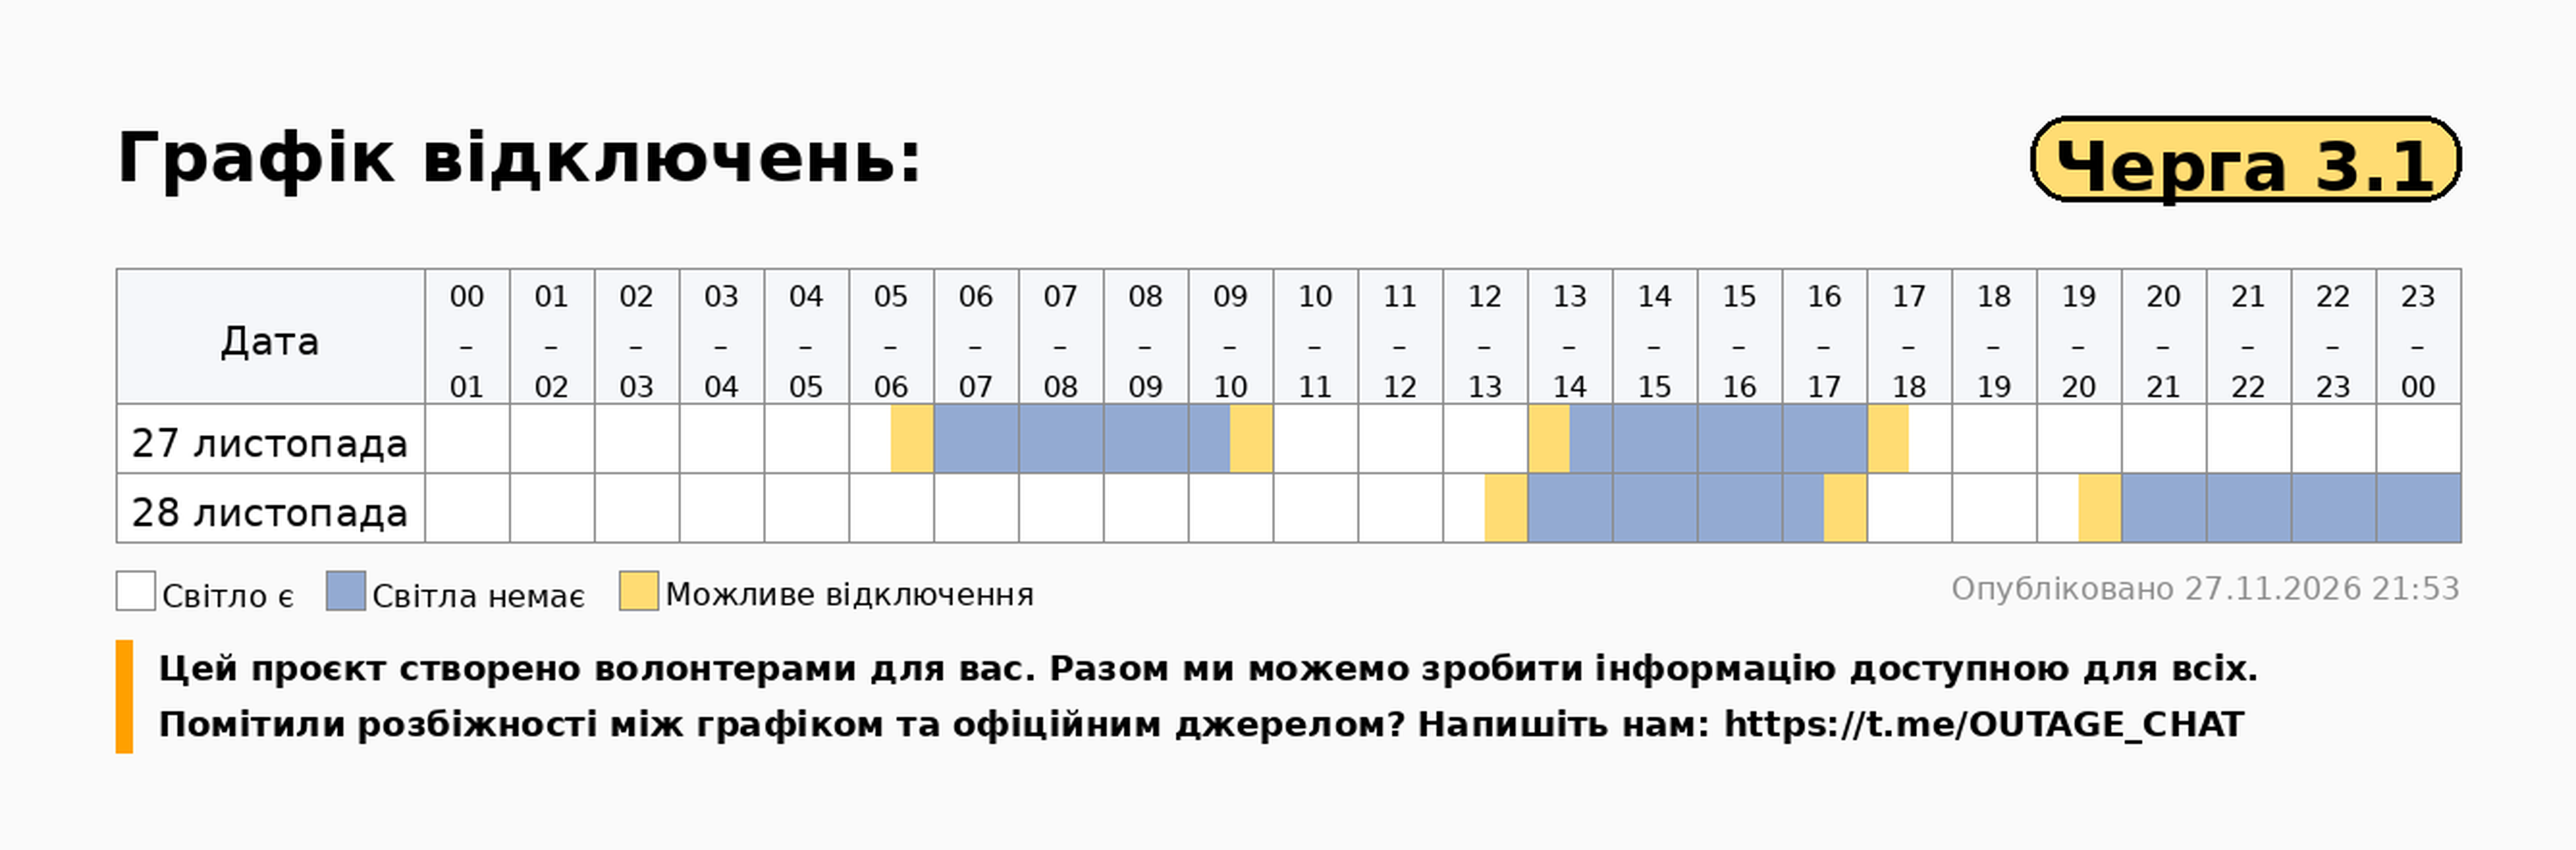 Графік відключень:
Черга 3.1
Дата
00 – 01
01 – 02
02 – 03
03 – 04
04 – 05
05 – 06
06 – 07
07 – 08
08 – 09
09 – 10
10 – 11
11 – 12
12 – 13
13 – 14
14 – 15
15 – 16
16 – 17
17 – 18
18 – 19
19 – 20
20 – 21
21 – 22
22 – 23
23 – 00
27 листопада
28 листопада
Світло є
Світла немає
Можливе відключення
Опубліковано 27.11.2026 21:53
Цей проєкт створено волонтерами для вас. Разом ми можемо зробити інформацію доступною для всіх.
Помітили розбіжності між графіком та офіційним джерелом? Напишіть нам: https://t.me/OUTAGE_CHAT